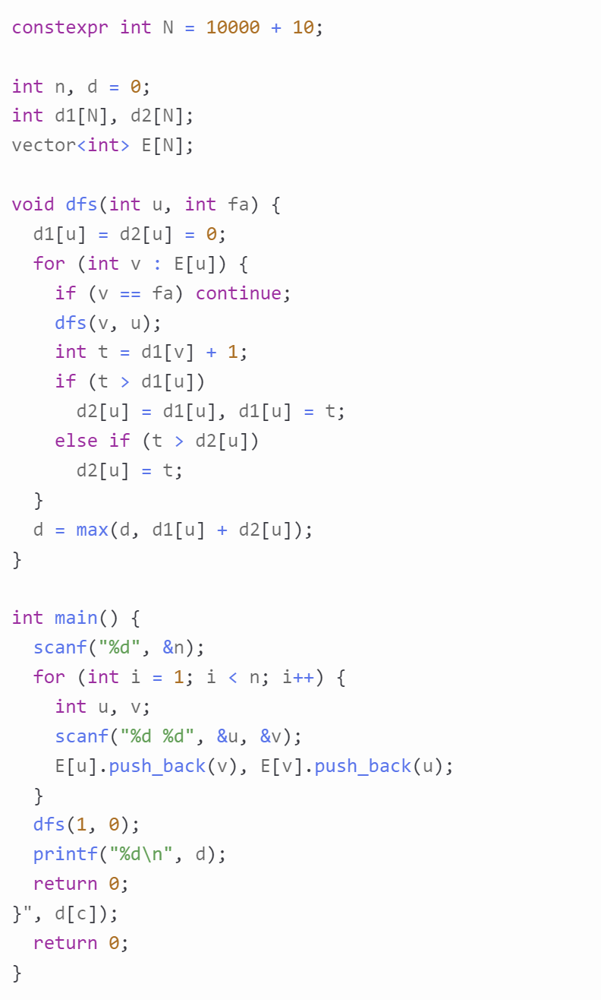 constexpr int N = 10000 + 10;

int n, d = 0;
int d1[N], d2[N];
vector<int> E[N];

void dfs(int u, int fa) {
  d1[u] = d2[u] = 0;
  for (int v : E[u]) {
    if (v == fa) continue;
    dfs(v, u);
    int t = d1[v] + 1;
    if (t > d1[u])
      d2[u] = d1[u], d1[u] = t;
    else if (t > d2[u])
      d2[u] = t;
  }
  d = max(d, d1[u] + d2[u]);
}

int main() {
  scanf("%d", &n);
  for (int i = 1; i < n; i++) {
    int u, v;
    scanf("%d %d", &u, &v);
    E[u].push_back(v), E[v].push_back(u);
  }
  dfs(1, 0);
  printf("%d\n", d);
  return 0;
}", d[c]);
  return 0;
}